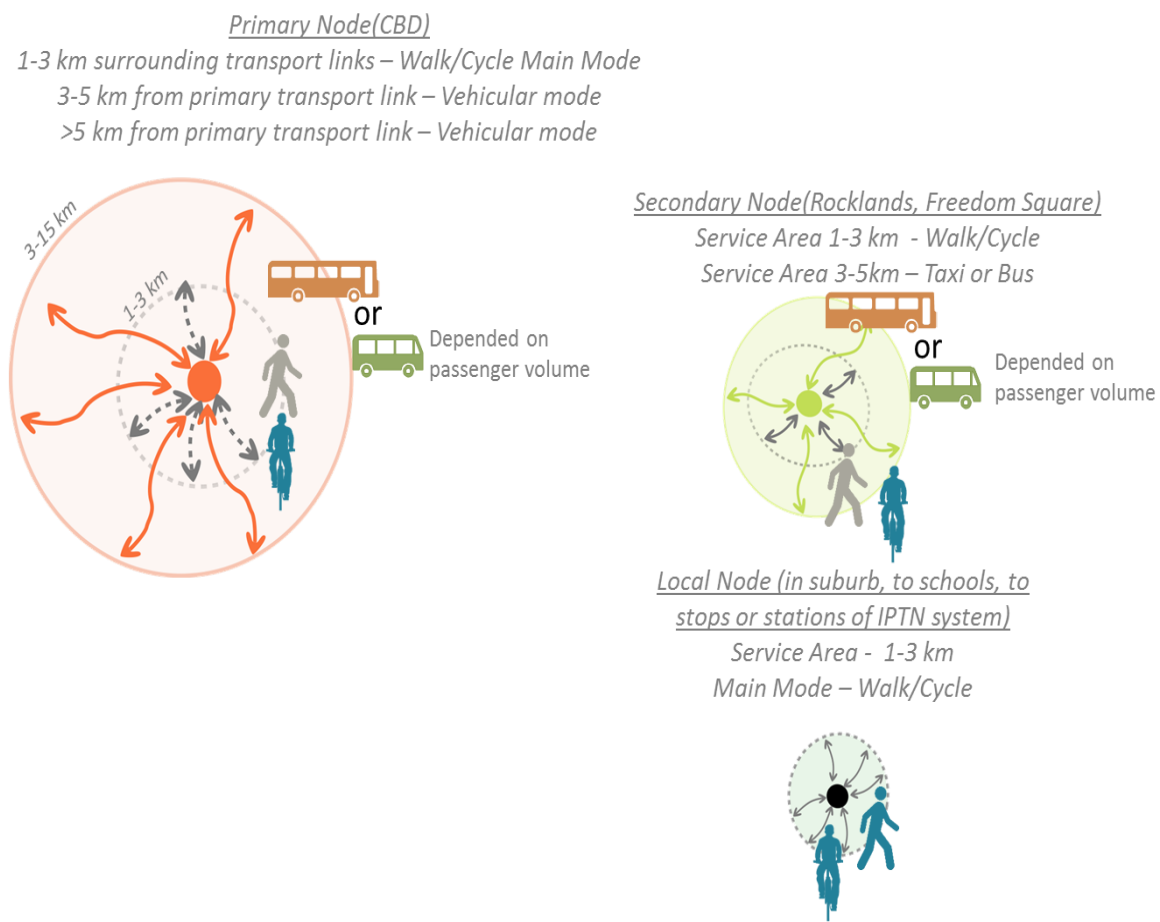 Primary Node(CBD)
1-3 km surrounding transport links – Walk/Cycle Main Mode
3-5 km from primary transport link – Vehicular mode
>5 km from primary transport link – Vehicular mode
3-15 km
1-3 km
or
Depended on
passenger volume
Secondary Node(Rocklands, Freedom Square)
Service Area 1-3 km - Walk/Cycle
Service Area 3-5km – Taxi or Bus
or
Depended on
passenger volume
Local Node (in suburb, to schools, to
stops or stations of IPTN system)
Service Area - 1-3 km
Main Mode – Walk/Cycle